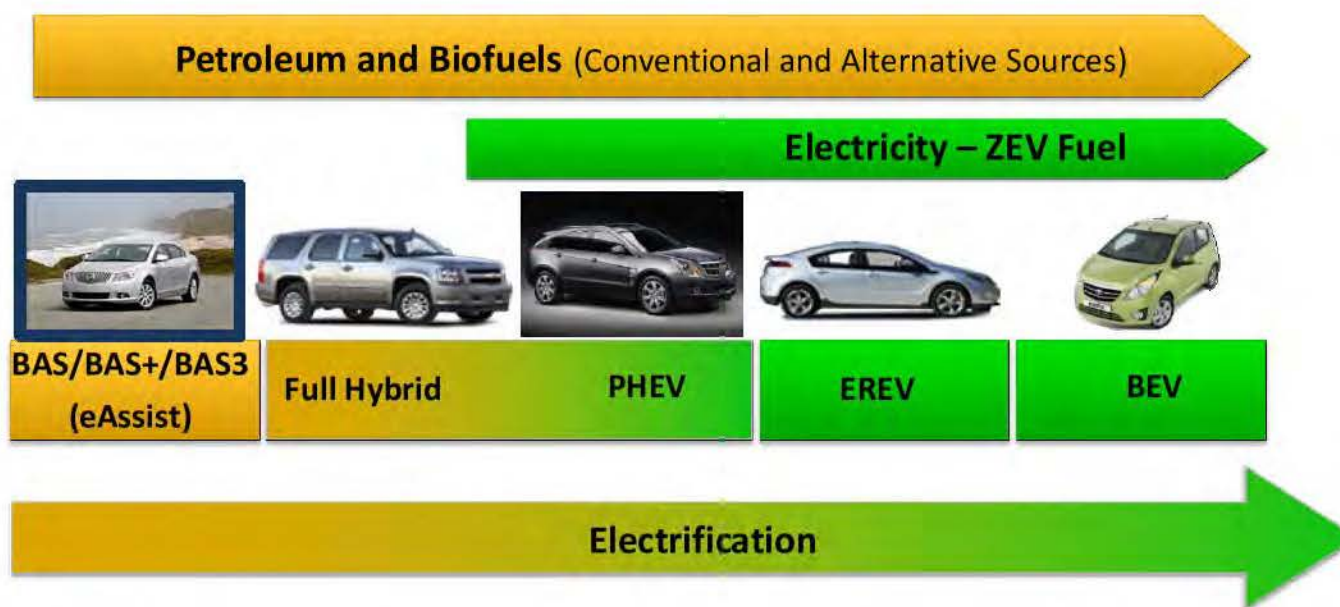 Petroleum and Biofuels (Conventional and Alternative Sources)
Electricity – ZEV Fuel
BAS/BAS+/BAS3
(eAssist)
Full Hybrid
PHEV
EREV
BEV
Electrification